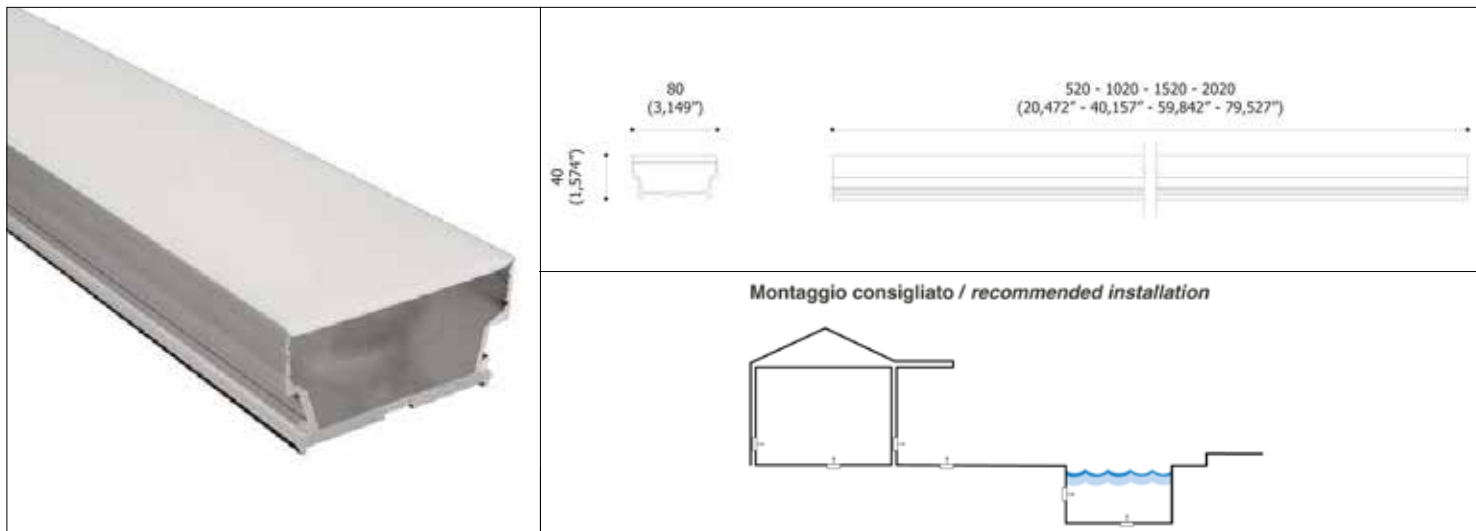 80
(3,149”)
520 - 1020 - 1520 - 2020
(20,472” - 40,157” - 59,842” - 79,527”)
40
(1,574”)
Montaggio consigliato / recommended installation